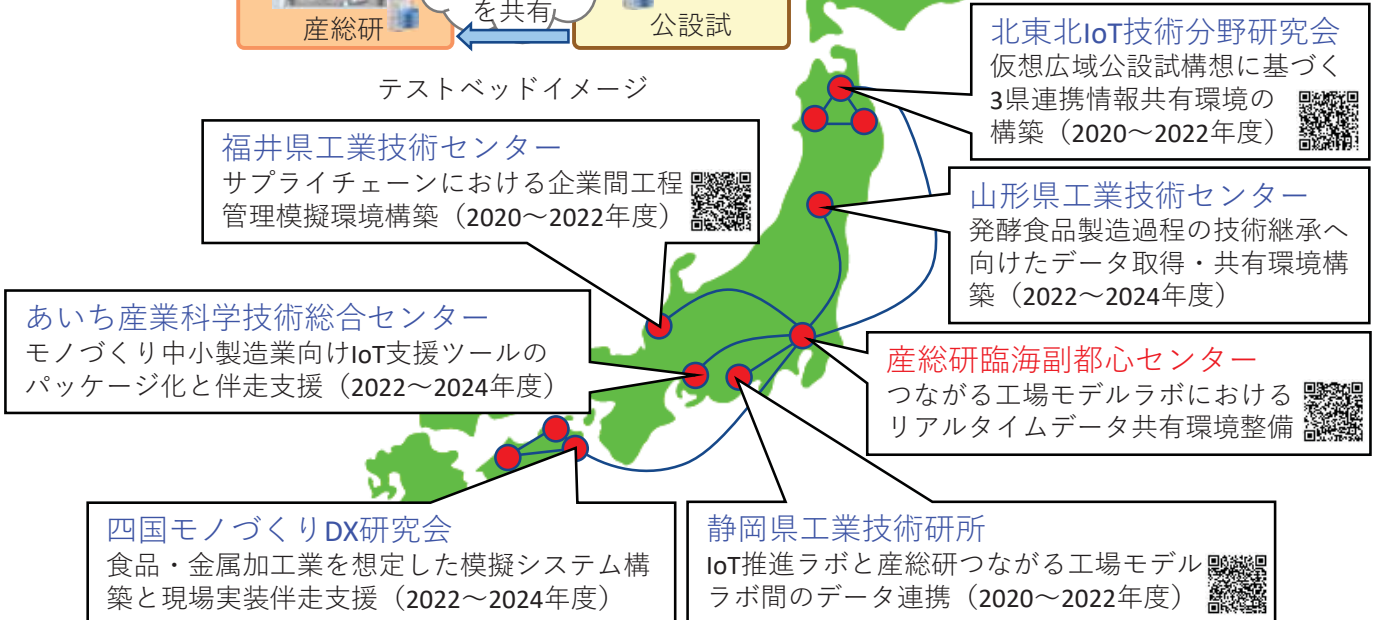 を共有
産総研
公設試
テストベッドイメージ
北東北IoT技術分野研究会
仮想広域公設試構想に基づく
3県連携情報共有環境の
構築（2020～2022年度）
福井県工業技術センター
サプライチェーンにおける企業間工程
管理模擬環境構築（2020～2022年度）
山形県工業技術センター
発酵食品製造過程の技術継承へ
向けたデータ取得・共有環境構
築（2022～2024年度）
あいち産業科学技術総合センター
モノづくり中小製造業向けIoT支援ツールの
パッケージ化と伴走支援（2022～2024年度）
産総研臨海副都心センター
つながる工場モデルラボにおける
リアルタイムデータ共有環境整備
四国モノづくりDX研究会
食品・金属加工業を想定した模擬システム構
築と現場実装伴走支援（2022～2024年度）
静岡県工業技術研所
IoT推進ラボと産総研つながる工場モデル
ラボ間のデータ連携（2020～2022年度）